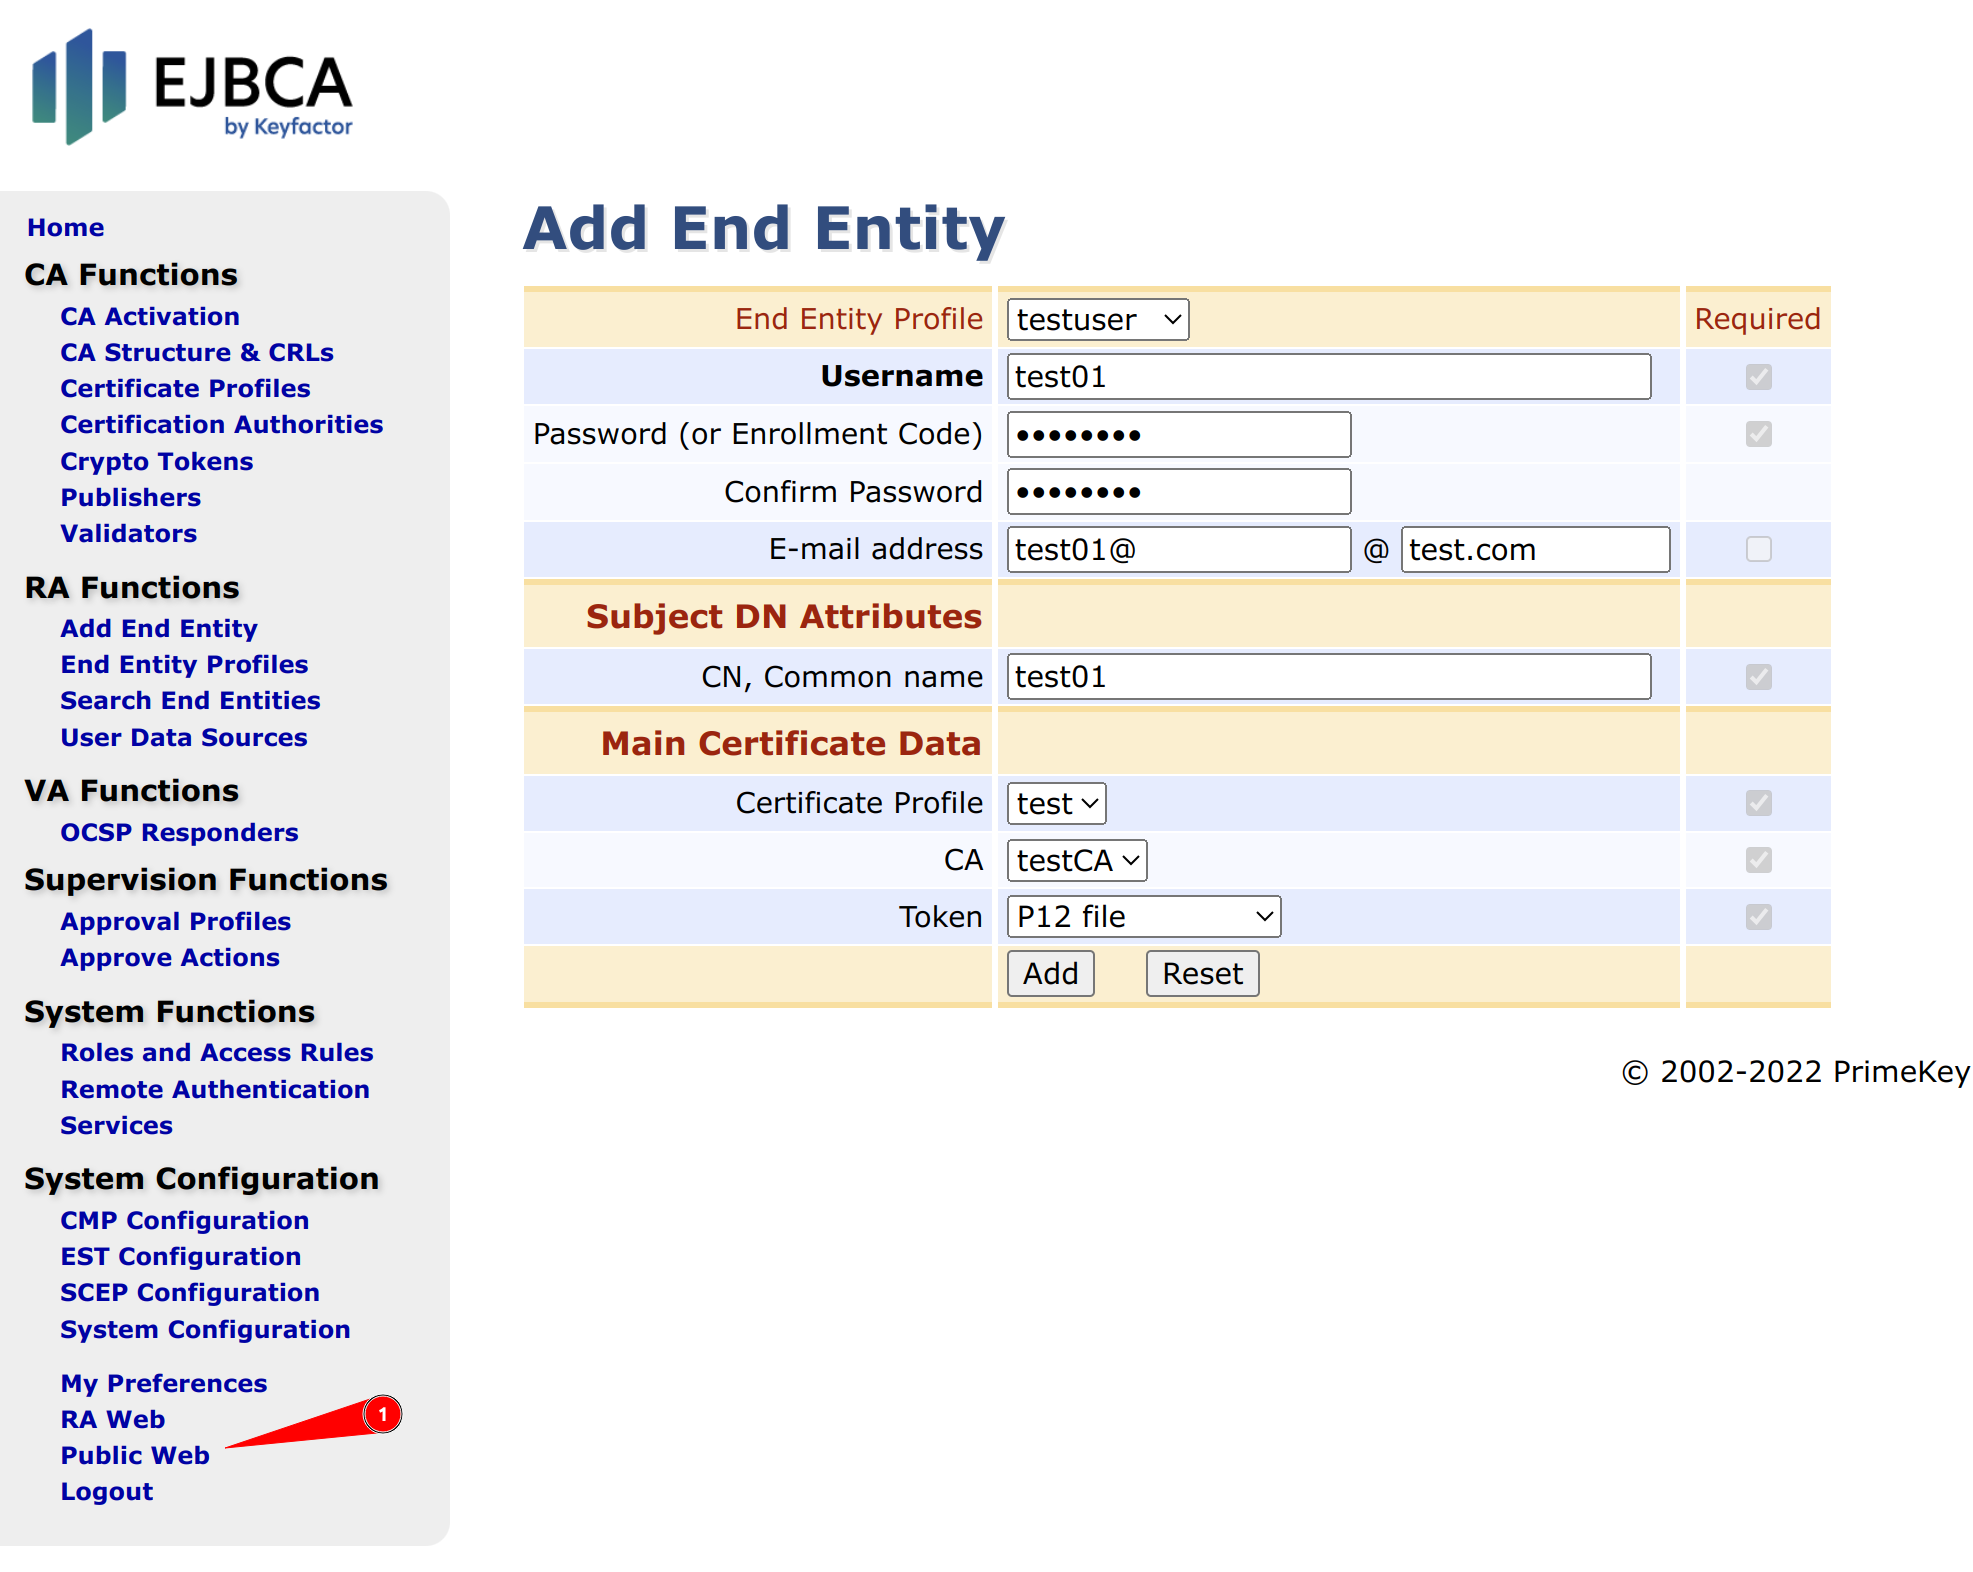 EJBCA
by Keyfactor
Home
CA Functions
CA Activation
CA Structure & CRLs
Certificate Profiles
Certification Authorities
Crypto Tokens
Publishers
Validators
RA Functions
Add End Entity
End Entity Profiles
Search End Entities
User Data Sources
VA Functions
OCSP Responders
Supervision Functions
Approval Profiles
Approve Actions
System Functions
Roles and Access Rules
Remote Authentication
Services
System Configuration
CMP Configuration
EST Configuration
SCEP Configuration
System Configuration
My Preferences
RA Web
1
Public Web
Logout
Add End Entity
End Entity Profile testuser Required
Username test01
Password (or Enrollment Code) ••••••••
Confirm Password ••••••••
E-mail address test01@ @ test.com
Subject DN Attributes
CN, Common name test01
Main Certificate Data
Certificate Profile test
CA testCA
Token P12 file
Add Reset
© 2002-2022 PrimeKey